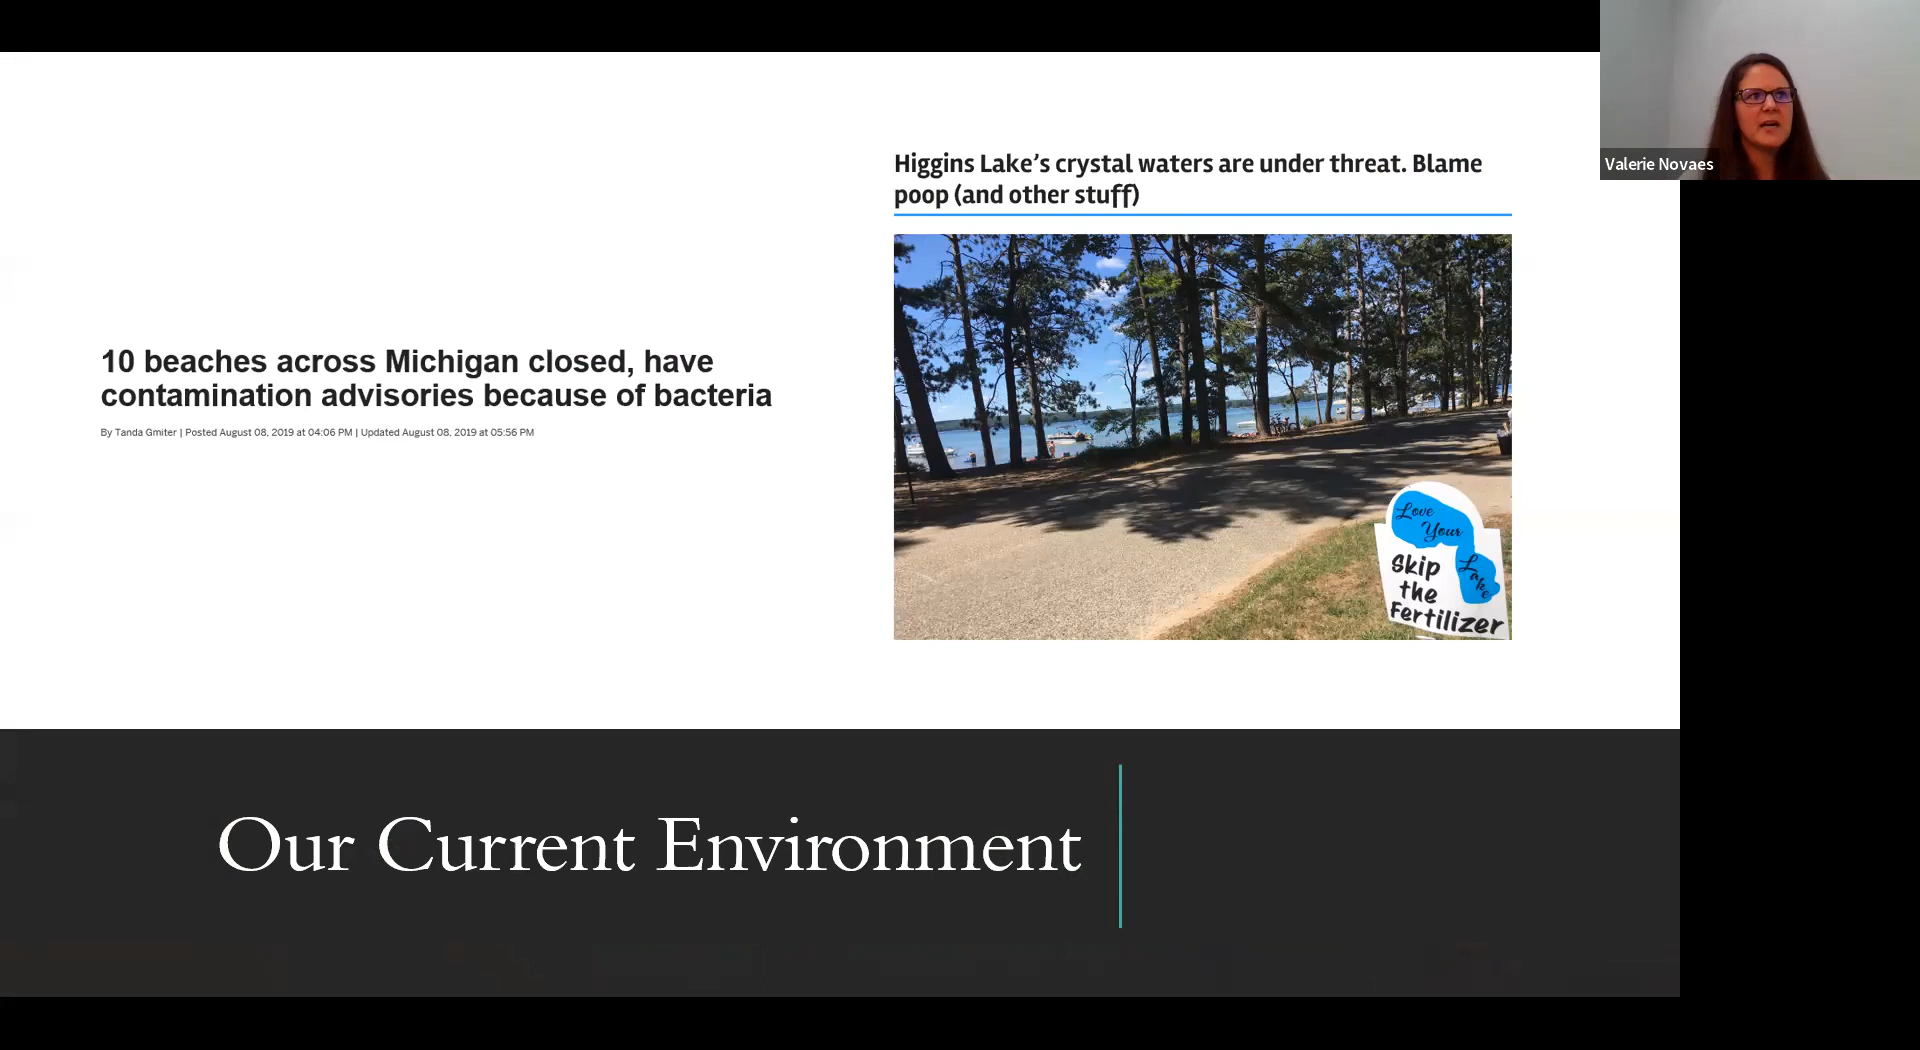 Valerie Novaes
Higgins Lake's crystal waters are under threat. Blame
poop (and other stuff)
10 beaches across Michigan closed, have
contamination advisories because of bacteria
By Tanda Gmiter | Posted August 08, 2019 at 04:06 PM | Updated August 08, 2019 at 05:56 PM
Love
Your
Lake
Skip
the
Fertilizer
Our Current Environment